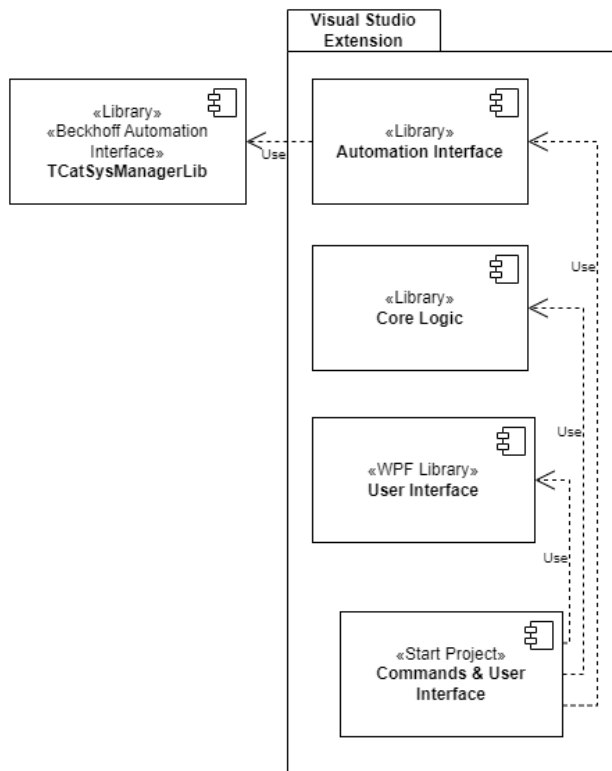 Visual Studio
Extension
«Library»
«Beckhoff Automation
Interface»
TCatSysManagerLib
Use
«Library»
Automation Interface
Use
«Library»
Core Logic
Use
«WPF Library»
User Interface
Use
«Start Project»
Commands & User
Interface